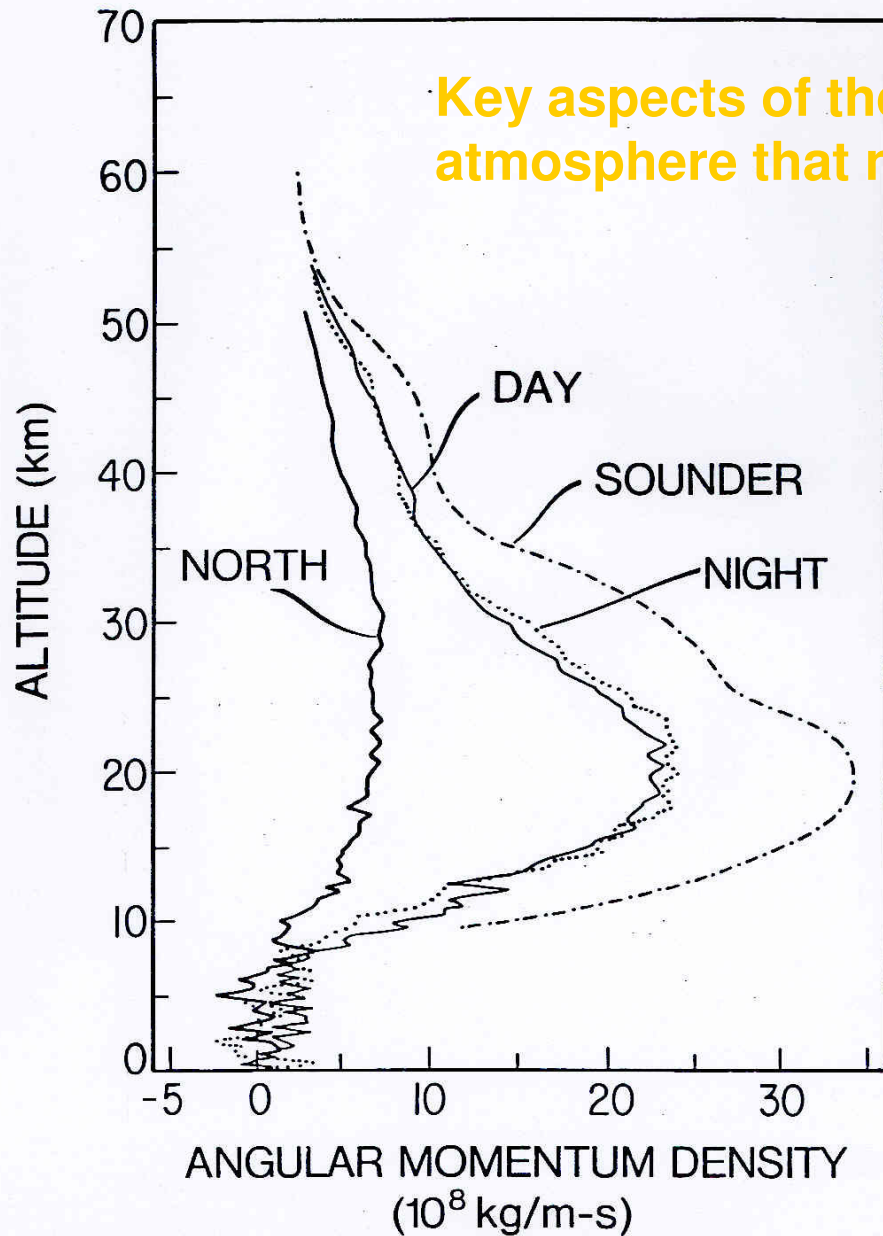 70
Key aspects of the
atmosphere that
60
50
DAY
40
SOUNDER
NORTH
NIGHT
30
20
10
0
ALTITUDE (km)
-5 0 10 20 30
ANGULAR MOMENTUM DENSITY
(10⁸ kg/m-s)